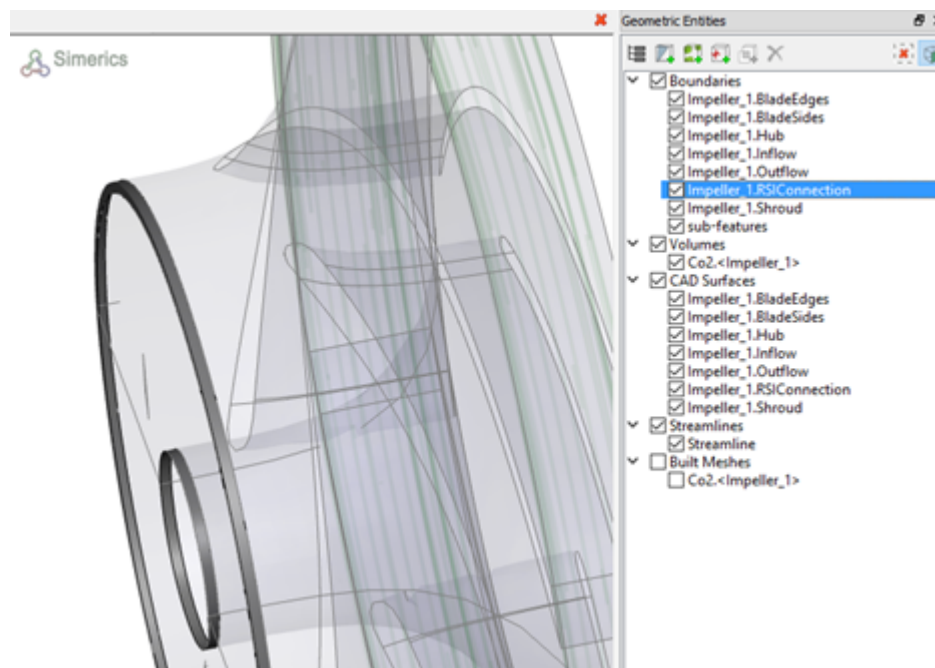 Geometric Entities
Simerics
Boundaries
Impeller_1.BladeEdges
Impeller_1.BladeSides
Impeller_1.Hub
Impeller_1.Inflow
Impeller_1.Outflow
Impeller_1.RSIConnection
Impeller_1.Shroud
sub-features
Volumes
Co2.<Impeller_1>
CAD Surfaces
Impeller_1.BladeEdges
Impeller_1.BladeSides
Impeller_1.Hub
Impeller_1.Inflow
Impeller_1.Outflow
Impeller_1.RSIConnection
Impeller_1.Shroud
Streamlines
Streamline
Built Meshes
Co2.<Impeller_1>